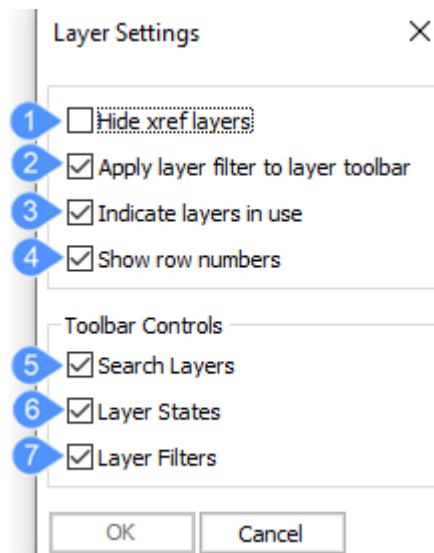 Layer Settings
1 Hide xref layers
2 Apply layer filter to layer toolbar
3 Indicate layers in use
4 Show row numbers
Toolbar Controls
5 Search Layers
6 Layer States
7 Layer Filters
OK Cancel